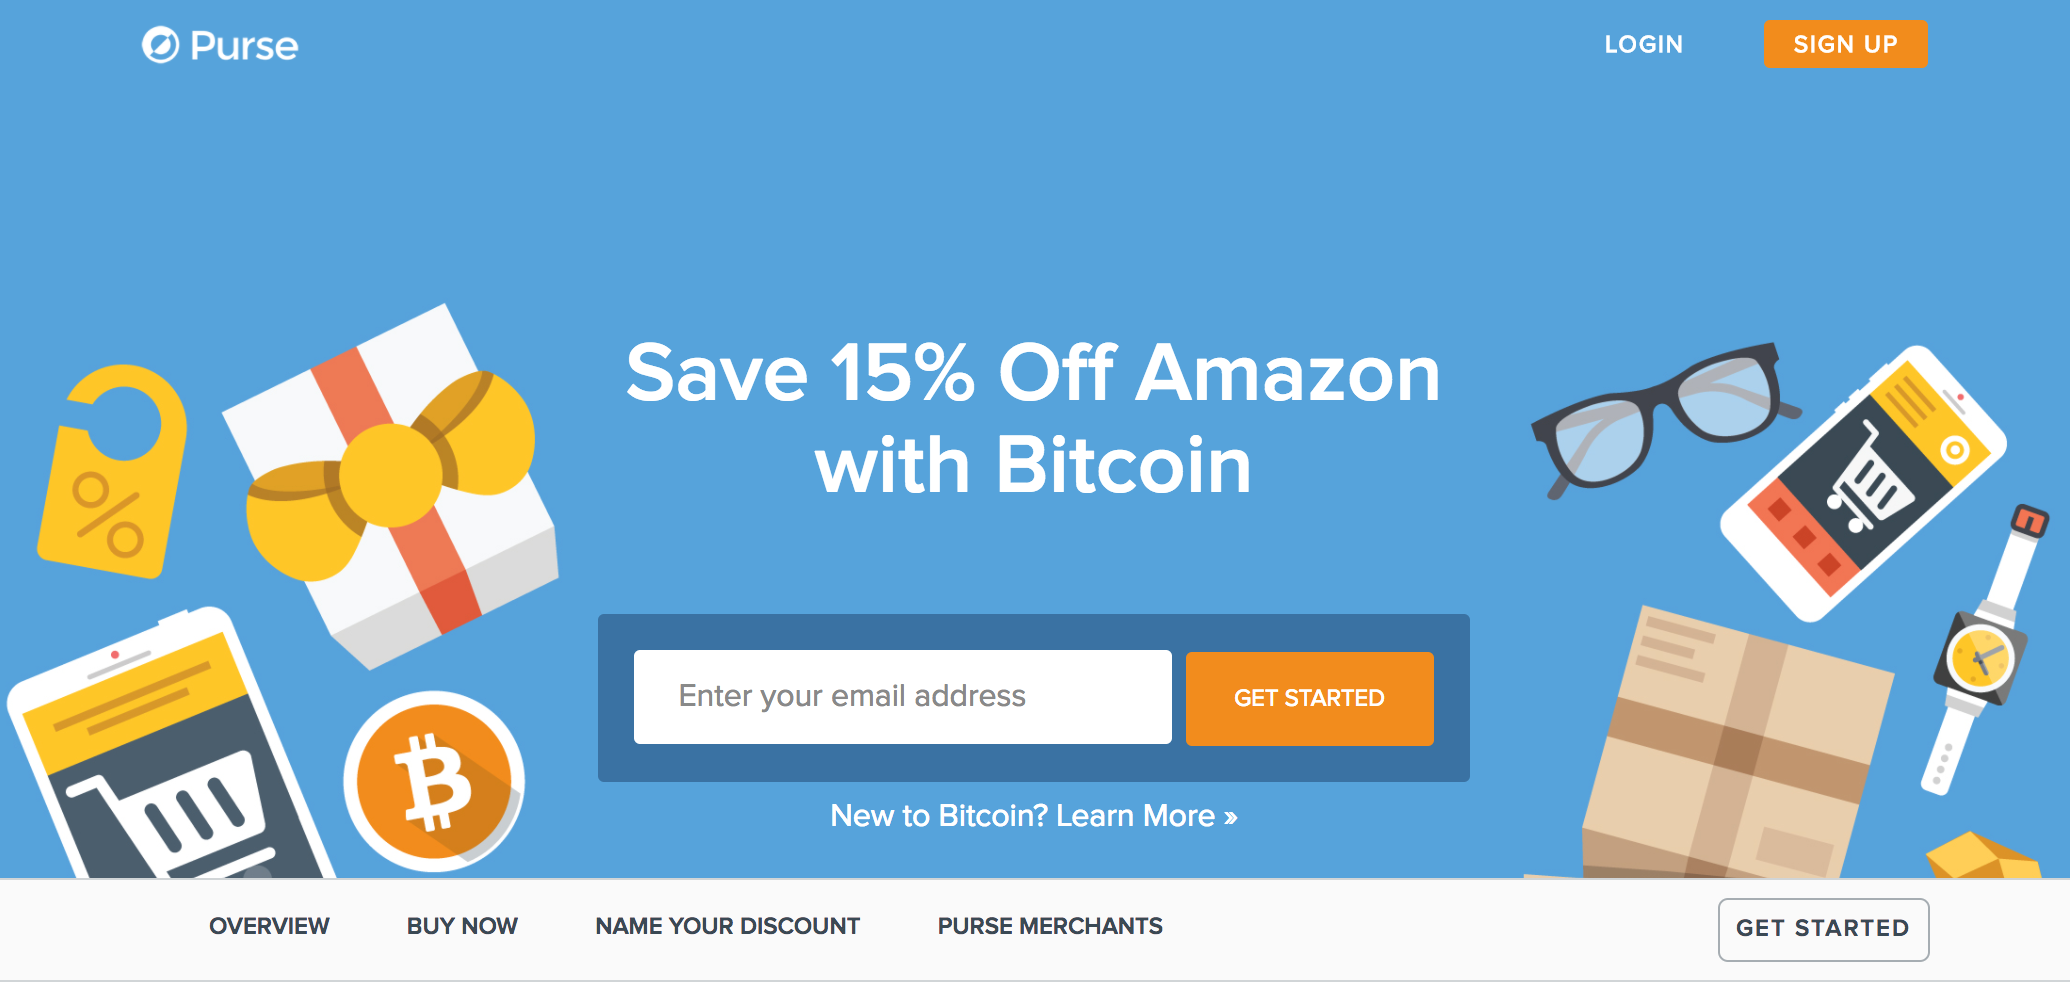 Purse
LOGIN
SIGN UP
Save 15% Off Amazon
with Bitcoin
Enter your email address
GET STARTED
New to Bitcoin? Learn More »
OVERVIEW
BUY NOW
NAME YOUR DISCOUNT
PURSE MERCHANTS
GET STARTED